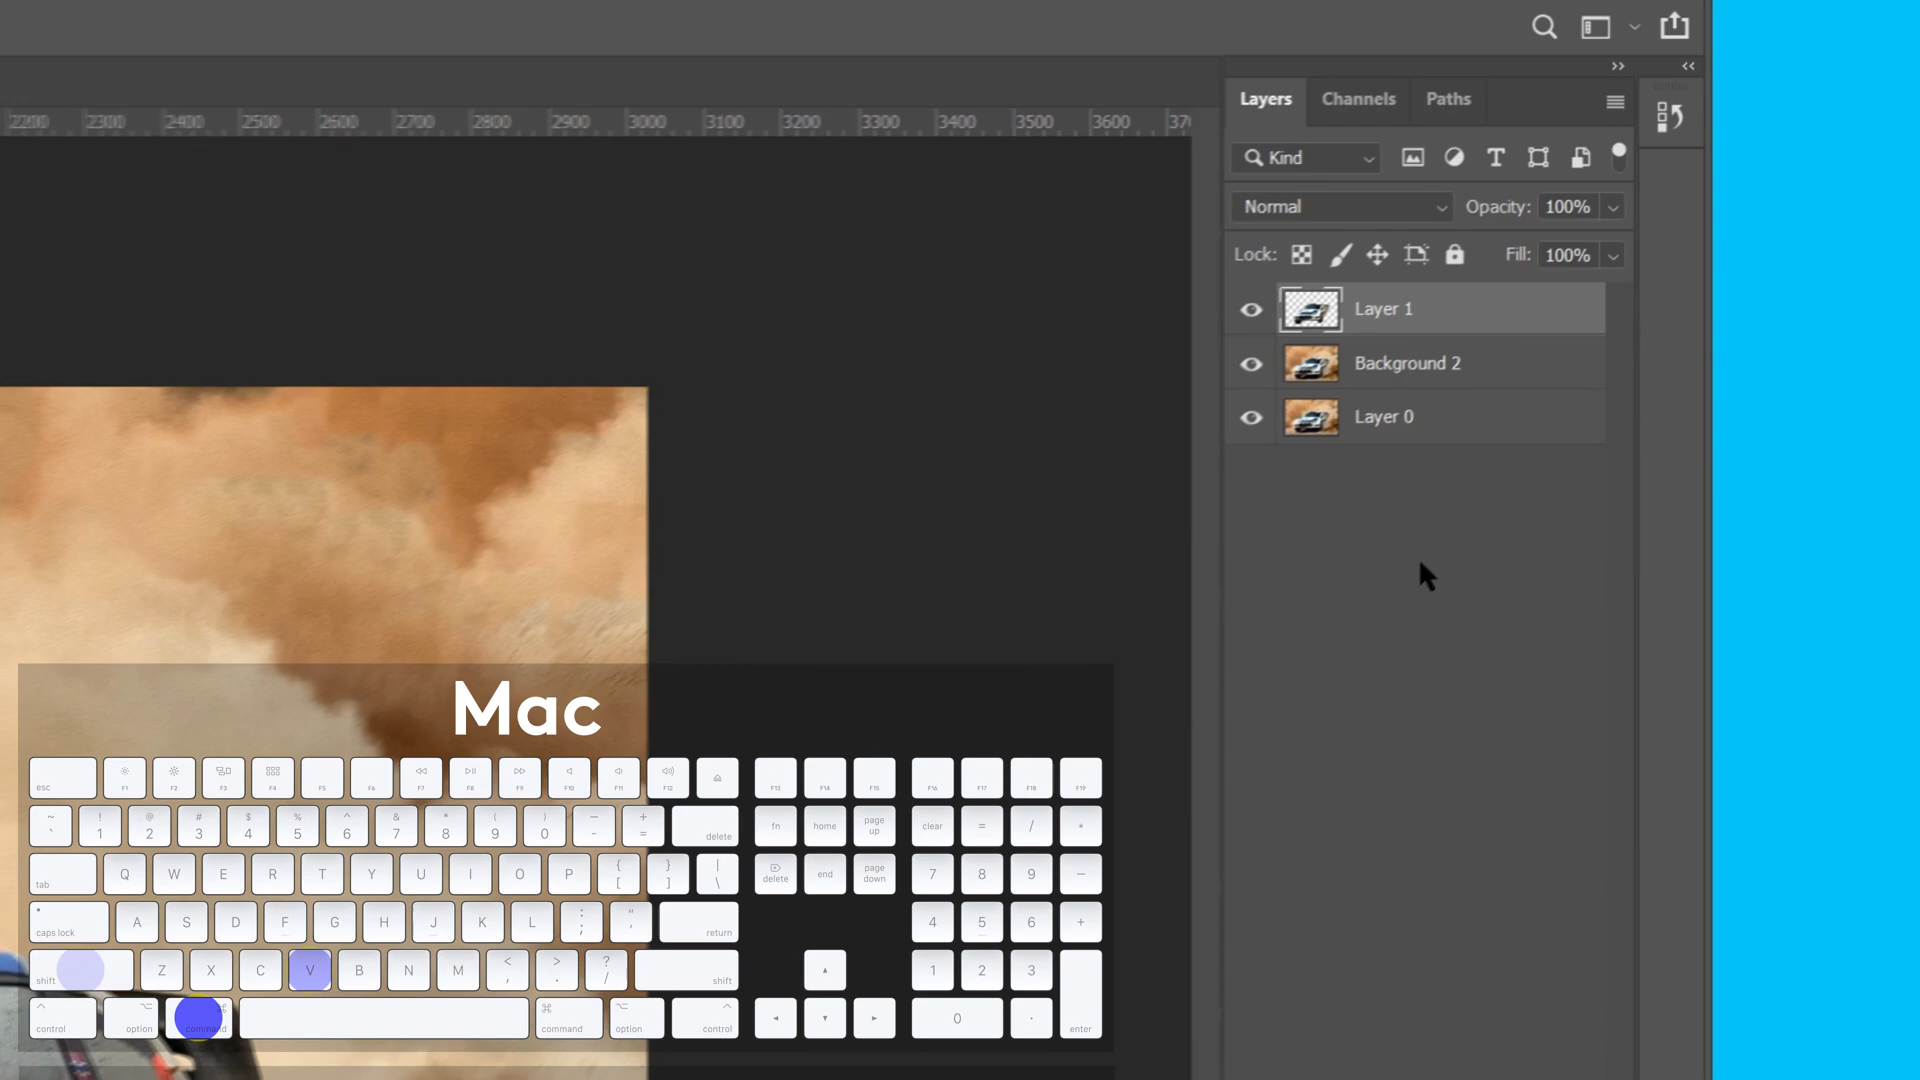 2200 2300 2400 2500 2600 2700 2800 2900 3000 3100 3200 3300 3400 3500 3600 37
Layers Channels Paths
Kind
Normal Opacity: 100%
Lock: Fill: 100%
Layer 1
Background 2
Layer 0
Mac
esc F1 F2 F3 F4 F5 F6 F7 F8 F9 F10 F11 F12 F13 F14 F15 F16 F17 F18 F19
~ ! @ # $ % ^ & * ( ) — +
` 1 2 3 4 5 6 7 8 9 0 - = delete fn home page up clear = / *
tab Q W E R T Y U I O P { [ } ] | \ delete end page down 7 8 9 −
caps lock A S D F G H J K L : ; " ' return 4 5 6 +
shift Z X C V B N M < , > . ? / shift 1 2 3
control option command ⌘ command option control 0 . enter